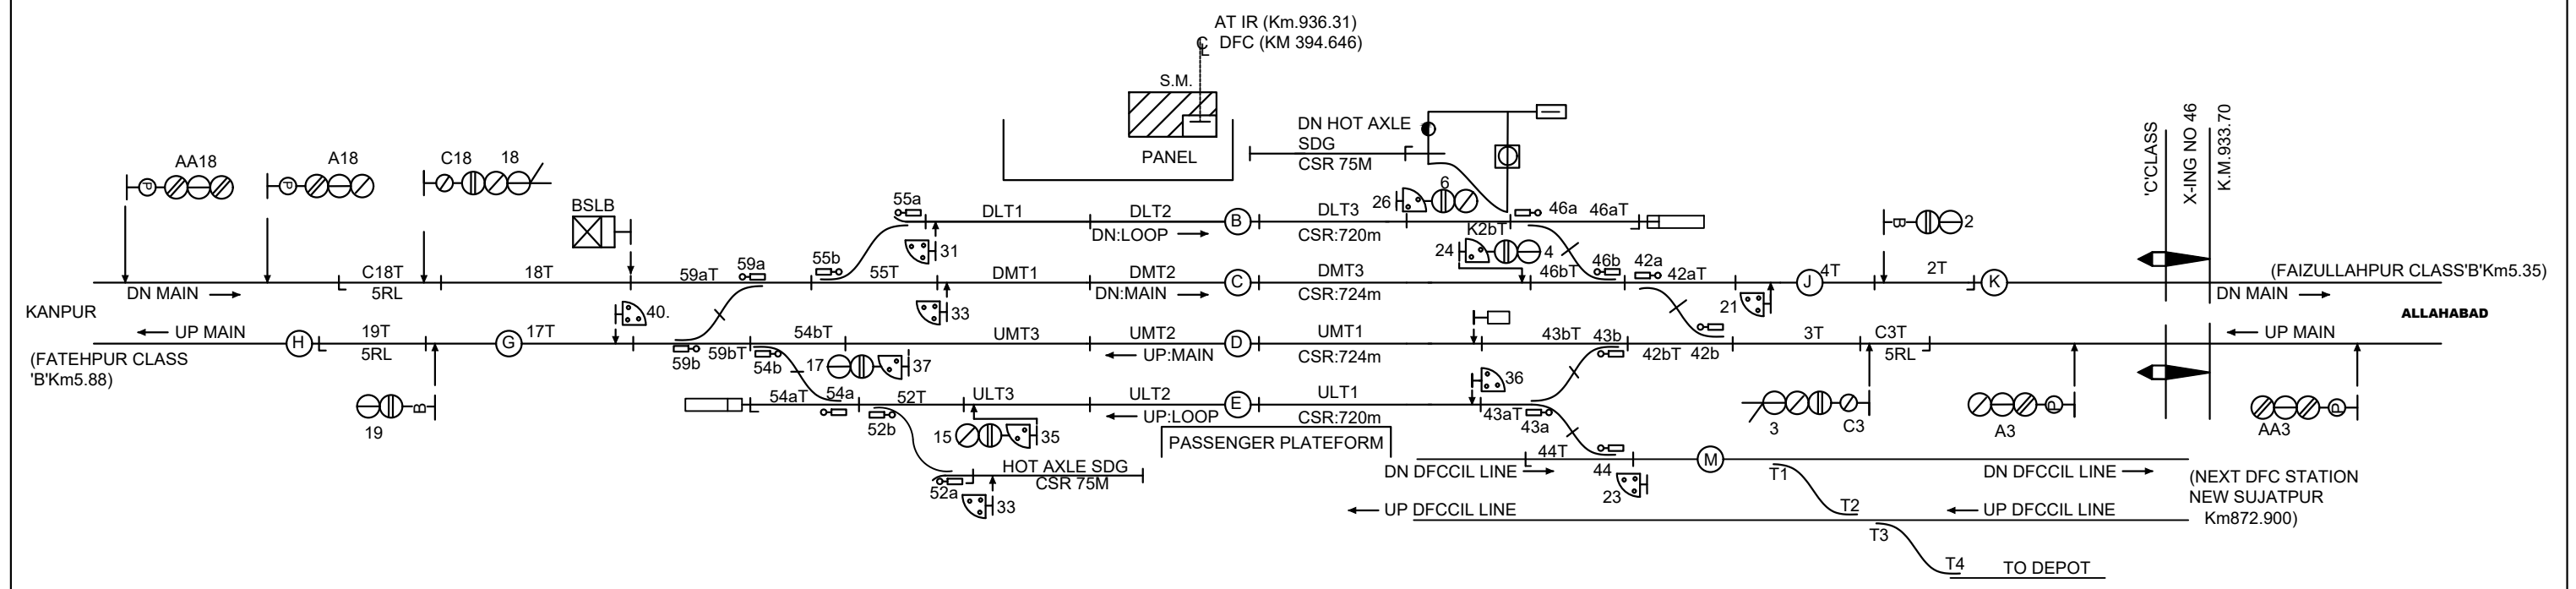 AT IR (Km.936.31)
DFC (KM 394.646)
S.M.
PANEL
DN HOT AXLE
SDG
CSR 75M
'C'CLASS
X-ING NO 46
K.M.933.70
AA18
P
A18
P
C18
18
BSLB
55a
DLT1
DLT2
B
DLT3
26
6
46a
46aT
B
2
31
DN:LOOP
CSR:720m
K2bT
24
4
C18T
18T
59aT
59a
55b
55T
DMT1
DMT2
C
DMT3
46bT
46b
42a
42aT
J
4T
2T
K
(FAIZULLAHPUR CLASS'B'Km5.35)
DN MAIN
5RL
33
DN:MAIN
CSR:724m
21
DN MAIN
KANPUR
40.
ALLAHABAD
UP MAIN
19T
17T
54bT
UMT3
UMT2
UMT1
43bT
43b
3T
C3T
UP MAIN
H
G
D
(FATEHPUR CLASS
'B'Km5.88)
5RL
59b
59bT
54b
17
37
UP:MAIN
CSR:724m
42bT
42b
5RL
36
54aT
54a
52T
ULT3
ULT2
E
ULT1
19
B
52b
15
35
UP:LOOP
CSR:720m
43aT
43a
3
C3
A3
P
AA3
P
PASSENGER PLATEFORM
HOT AXLE SDG
CSR 75M
52a
33
44T
M
DN DFCCIL LINE
44
23
T1
DN DFCCIL LINE
(NEXT DFC STATION
NEW SUJATPUR
Km872.900)
UP DFCCIL LINE
T2
UP DFCCIL LINE
T3
T4
TO DEPOT